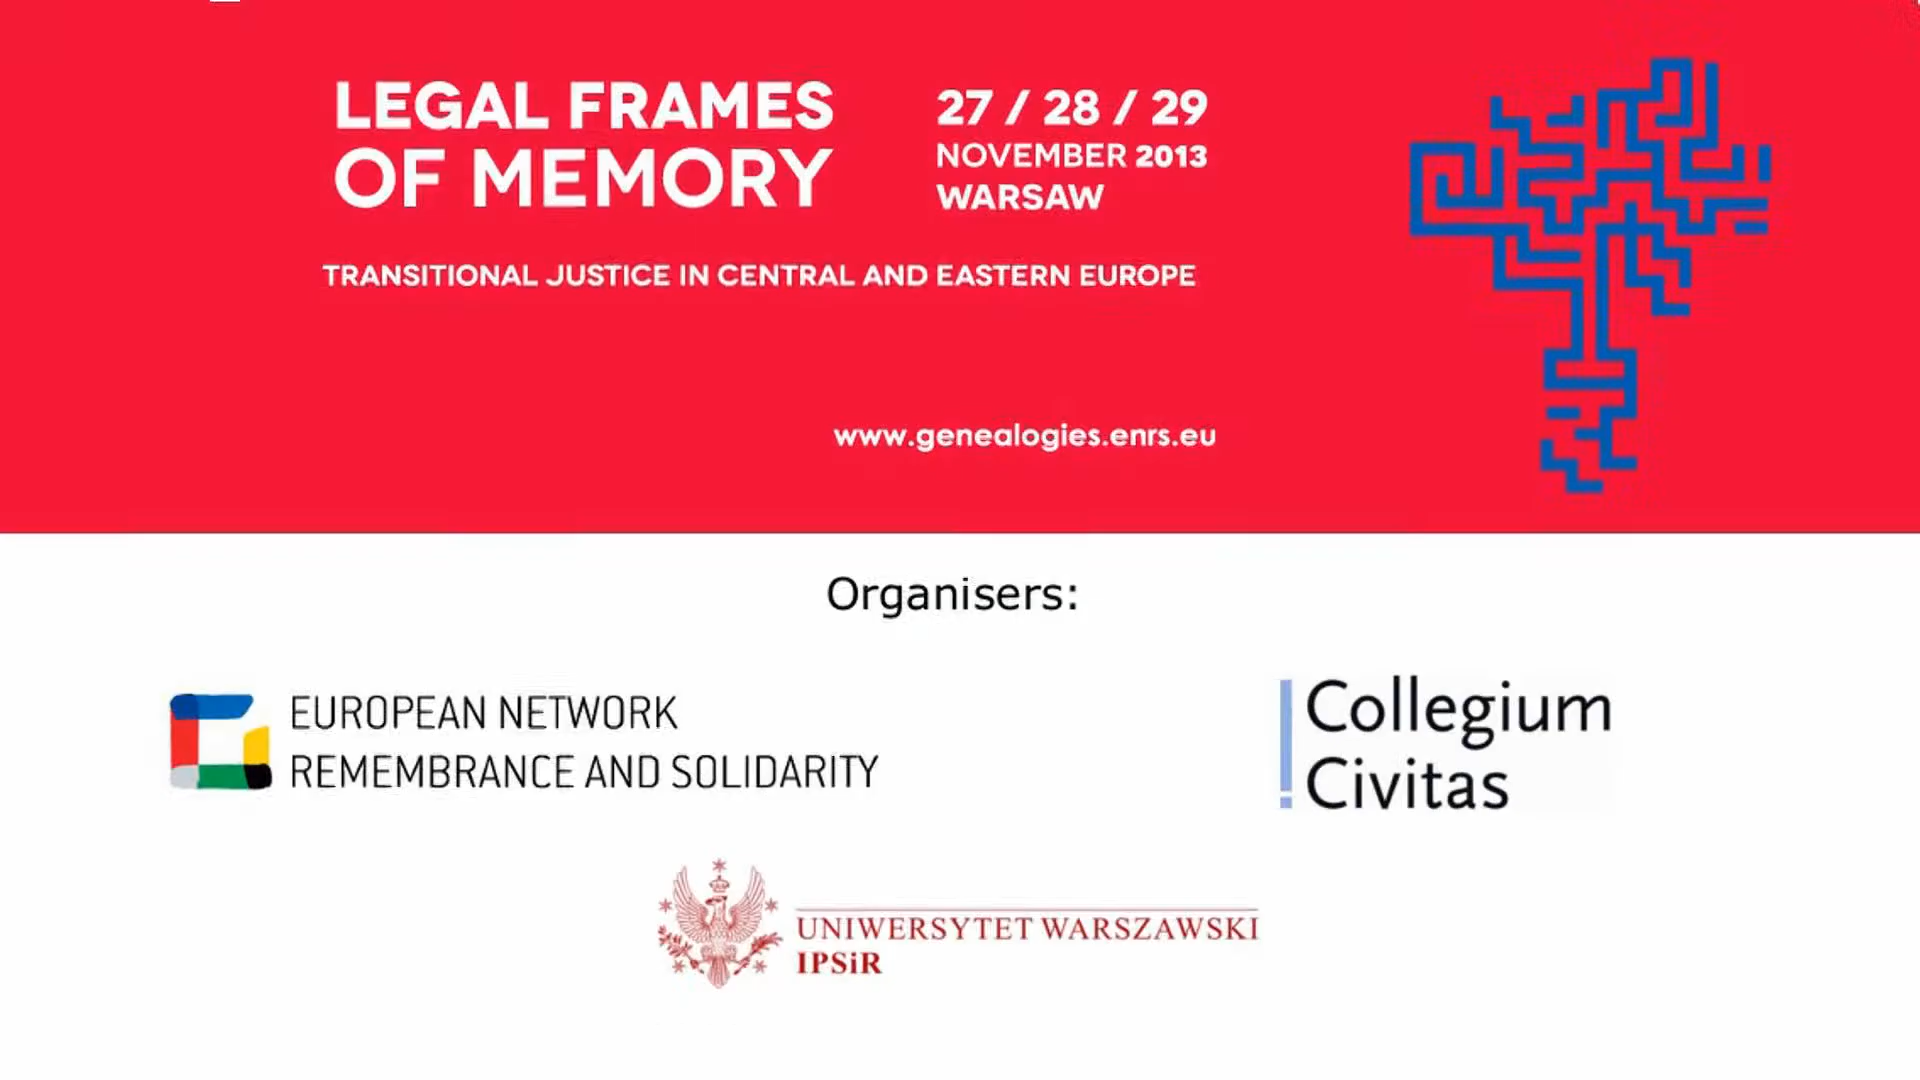 LEGAL FRAMES
OF MEMORY
27 / 28 / 29
NOVEMBER 2013
WARSAW
TRANSITIONAL JUSTICE IN CENTRAL AND EASTERN EUROPE
www.genealogies.enrs.eu
Organisers:
EUROPEAN NETWORK
REMEMBRANCE AND SOLIDARITY
Collegium
Civitas
UNIWERSYTET WARSZAWSKI
IPSiR